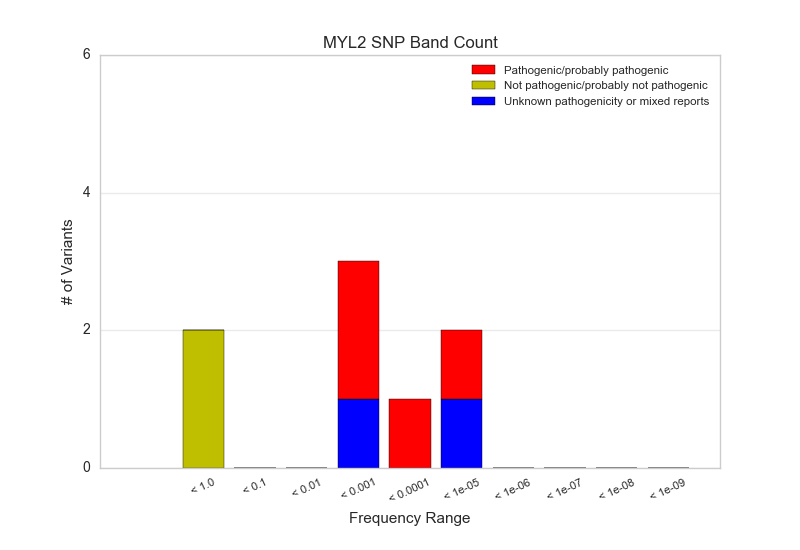 MYL2 SNP Band Count
Pathogenic/probably pathogenic
Not pathogenic/probably not pathogenic
Unknown pathogenicity or mixed reports
6
4
2
0
# of Variants
< 1.0
< 0.1
< 0.01
< 0.001
< 0.0001
< 1e-05
< 1e-06
< 1e-07
< 1e-08
< 1e-09
Frequency Range